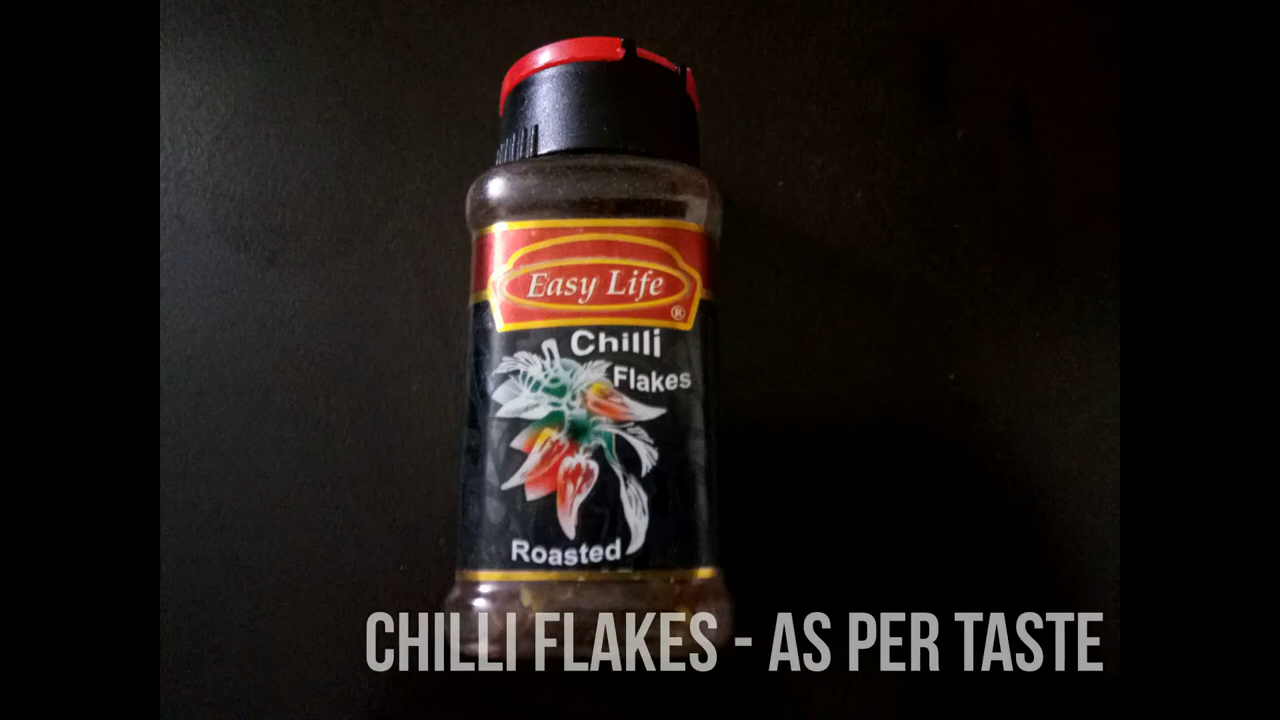 Easy Life
®
Chilli
Flakes
Roasted
CHILLI FLAKES - AS PER TASTE